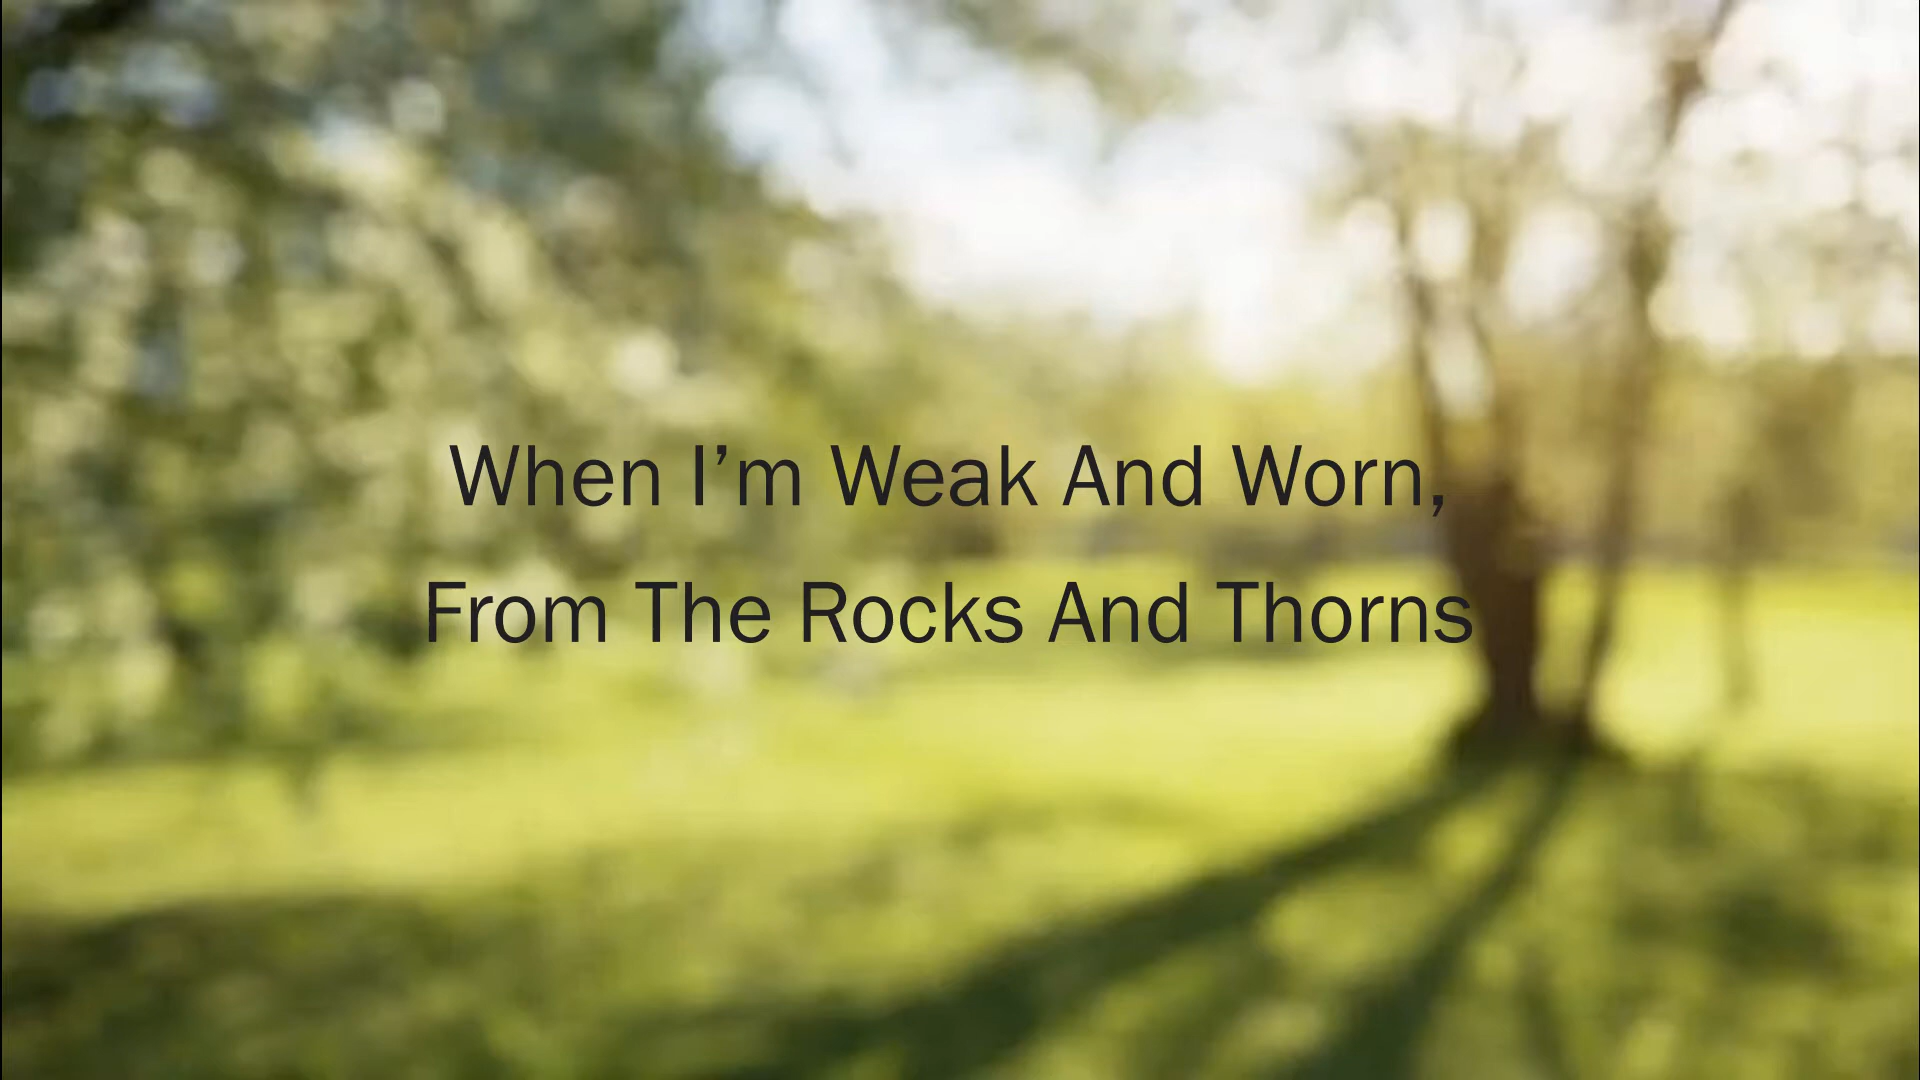 When I’m Weak And Worn,
From The Rocks And Thorns